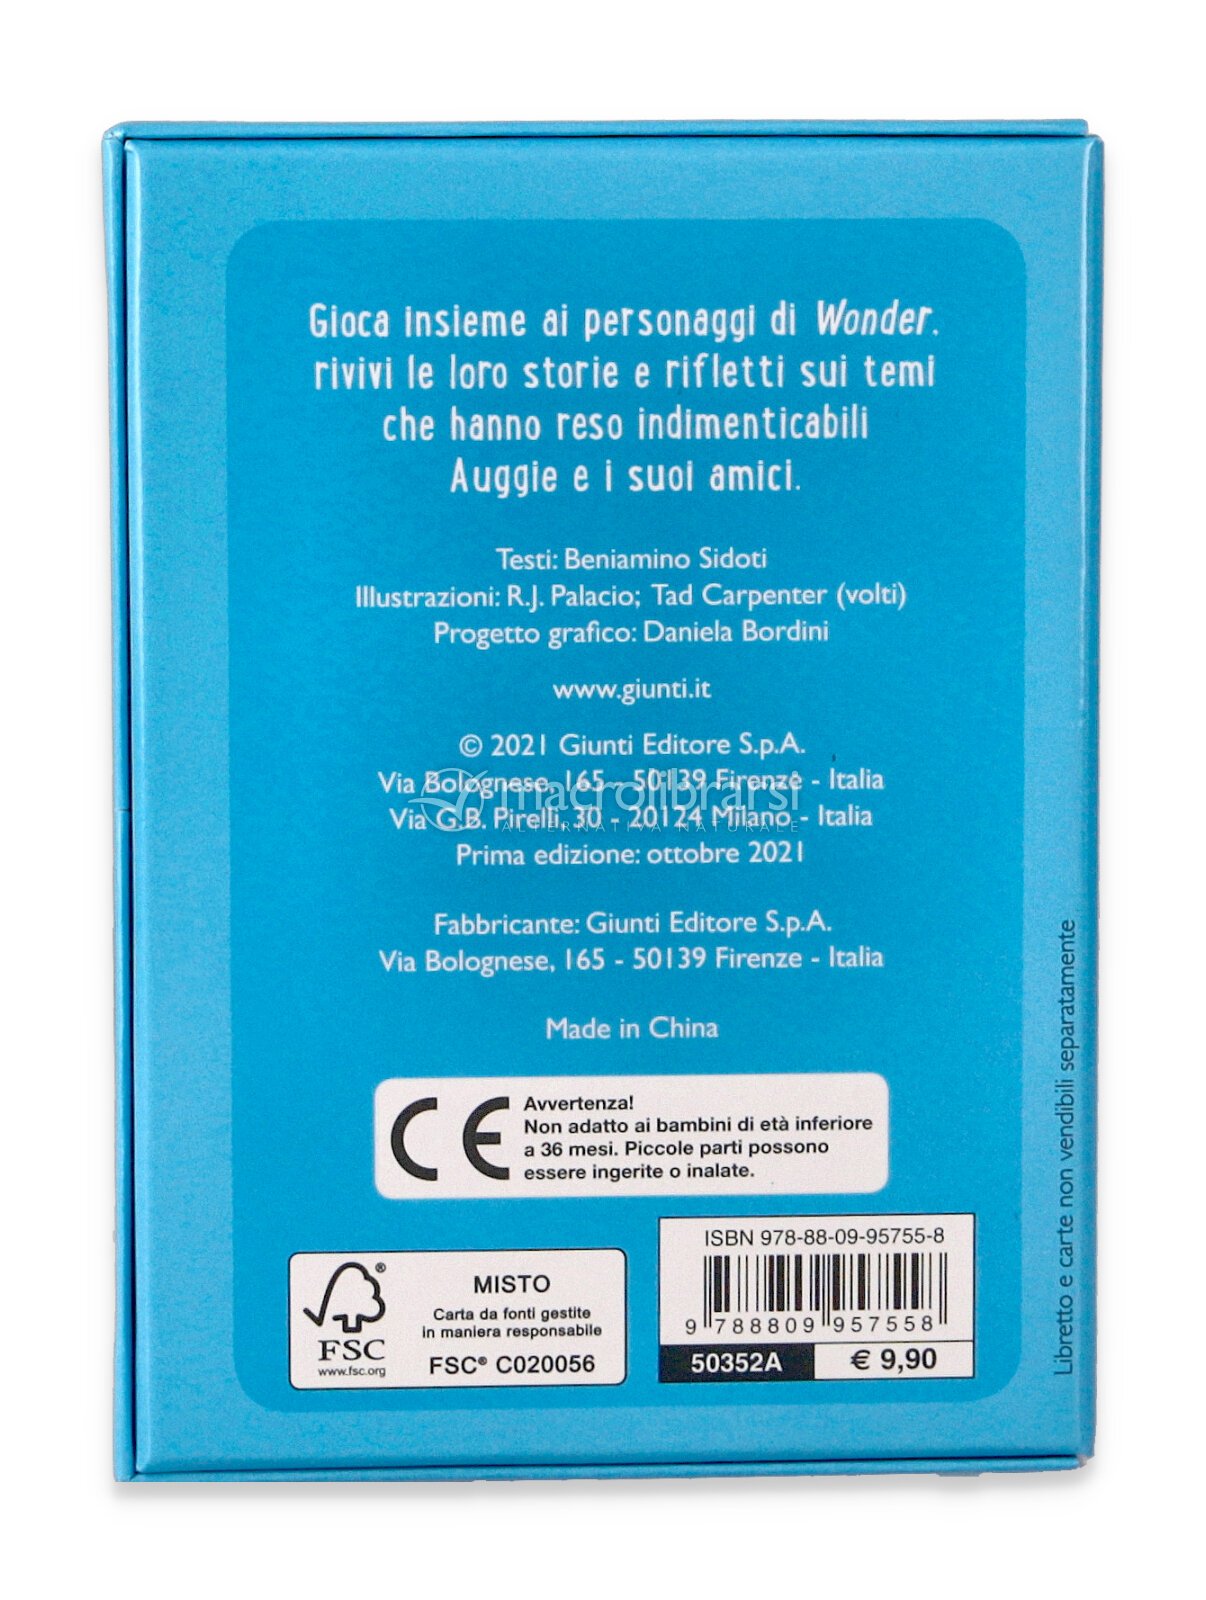 Gioca insieme ai personaggi di Wonder,
rivivi le loro storie e rifletti sui temi
che hanno reso indimenticabili
Auggie e i suoi amici.
Testi: Beniamino Sidoti
Illustrazioni: R.J. Palacio; Tad Carpenter (volti)
Progetto grafico: Daniela Bordini
www.giunti.it
© 2021 Giunti Editore S.p.A.
Via Bolognese, 165 - 50139 Firenze - Italia
Via G.B. Pirelli, 30 - 20124 Milano - Italia
Prima edizione: ottobre 2021
macrolibrarsi
ALTERNATIVA NATURALE
Fabbricante: Giunti Editore S.p.A.
Via Bolognese, 165 - 50139 Firenze - Italia
Made in China
CE
Avvertenza!
Non adatto ai bambini di età inferiore
a 36 mesi. Piccole parti possono
essere ingerite o inalate.
FSC
www.fsc.org
MISTO
Carta da fonti gestite
in maniera responsabile
FSC® C020056
ISBN 978-88-09-95755-8
9 788809 957558
50352A
€ 9,90
Libretto e carte non vendibili separatamente